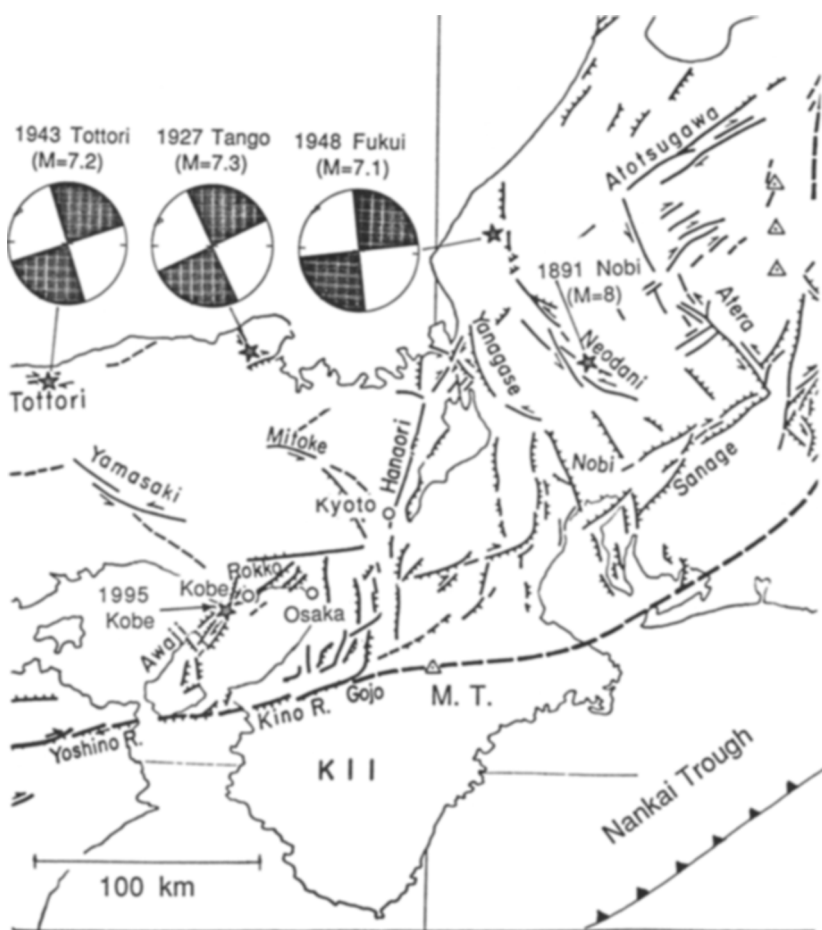 1943 Tottori
(M=7.2)
1927 Tango
(M=7.3)
1948 Fukui
(M=7.1)
Atotsugawa
1891 Nobi
(M=8)
Atera
Neodani
Yanagase
Tottori
Mitoke
Hanaori
Yamasaki
Kyoto
Nobi
Sanage
Rokko
1995
Kobe
Kobe
Osaka
Awaji
Gojo
M. T.
Kino R.
Yoshino R.
KII
Nankai Trough
100 km